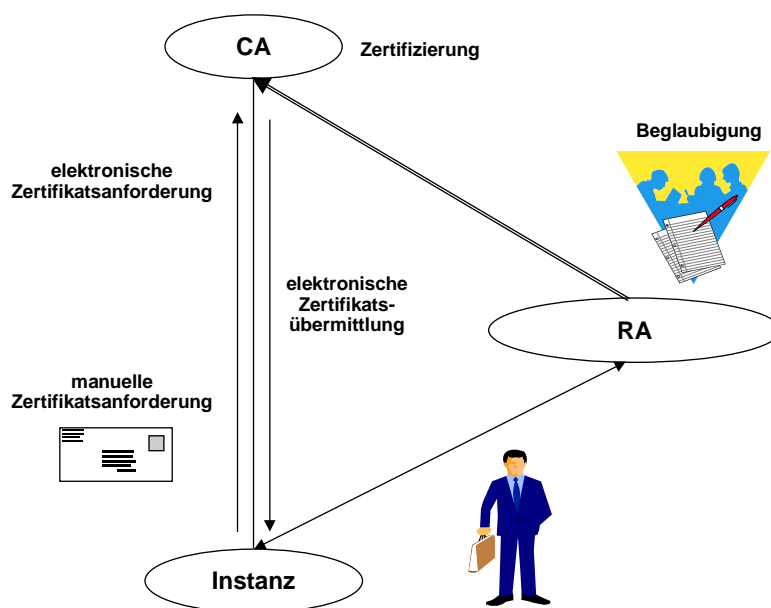 CA
Zertifizierung
Beglaubigung
elektronische
Zertifikatsanforderung
elektronische
Zertifikats-
übermittlung
RA
manuelle
Zertifikatsanforderung
Instanz